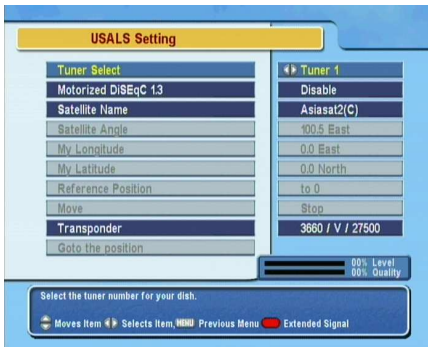 USALS Setting
Tuner Select Tuner 1
Motorized DiSEqC 1.3 Disable
Satellite Name Asiasat2(C)
Satellite Angle 100.5 East
My Longitude 0.0 East
My Latitude 0.0 North
Reference Position to 0
Move Stop
Transponder 3660 / V / 27500
Goto the position
00% Level
00% Quality
Select the tuner number for your dish.
Moves Item Selects Item, MENU Previous Menu Extended Signal